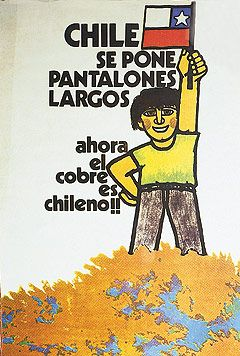 CHILE
SE PONE
PANTALONES
LARGOS
ahora
el
cobre
es
chileno!!